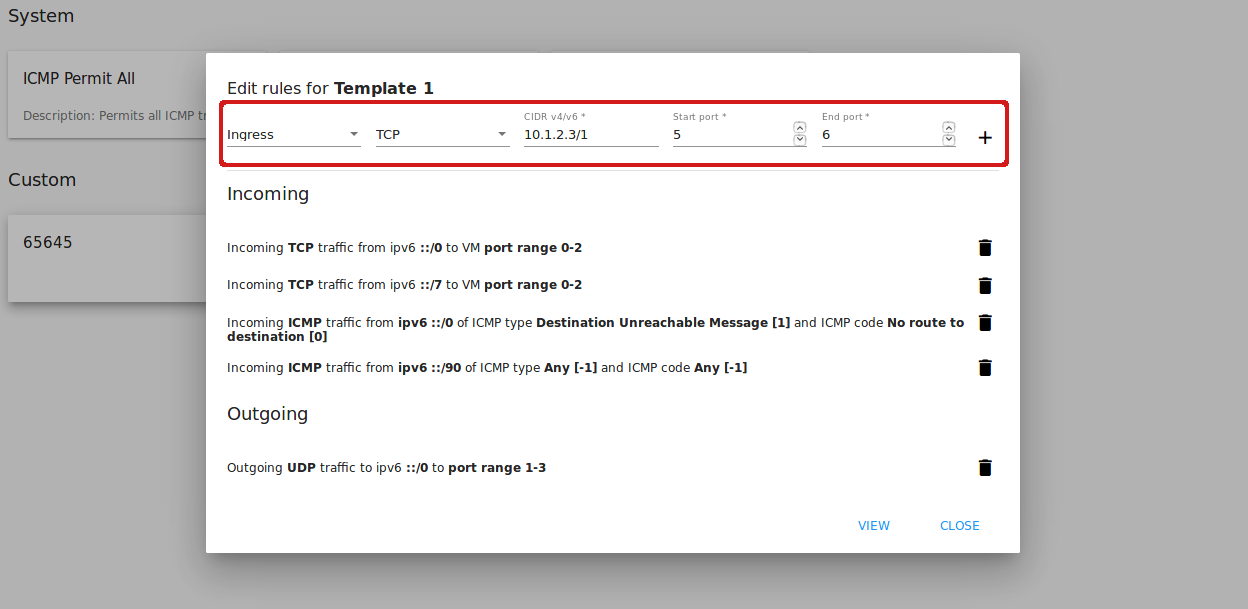 System
ICMP Permit All
Description: Permits all ICMP tr
Custom
65645
Edit rules for Template 1
Ingress TCP CIDR v4/v6 * 10.1.2.3/1 Start port * 5 End port * 6 +
Incoming
Incoming TCP traffic from ipv6 ::/0 to VM port range 0-2
Incoming TCP traffic from ipv6 ::/7 to VM port range 0-2
Incoming ICMP traffic from ipv6 ::/0 of ICMP type Destination Unreachable Message [1] and ICMP code No route to
destination [0]
Incoming ICMP traffic from ipv6 ::/90 of ICMP type Any [-1] and ICMP code Any [-1]
Outgoing
Outgoing UDP traffic to ipv6 ::/0 to port range 1-3
VIEW CLOSE